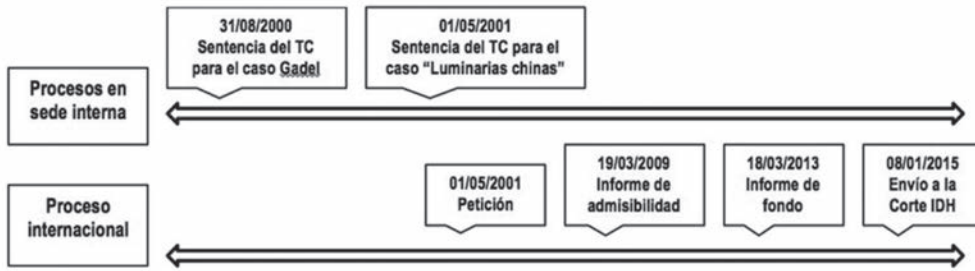 31/08/2000
Sentencia del TC
para el caso Gadel
01/05/2001
Sentencia del TC para el
caso “Luminarias chinas”
Procesos en
sede interna
01/05/2001
Petición
19/03/2009
Informe de
admisibilidad
18/03/2013
Informe de
fondo
08/01/2015
Envío a la
Corte IDH
Proceso
internacional